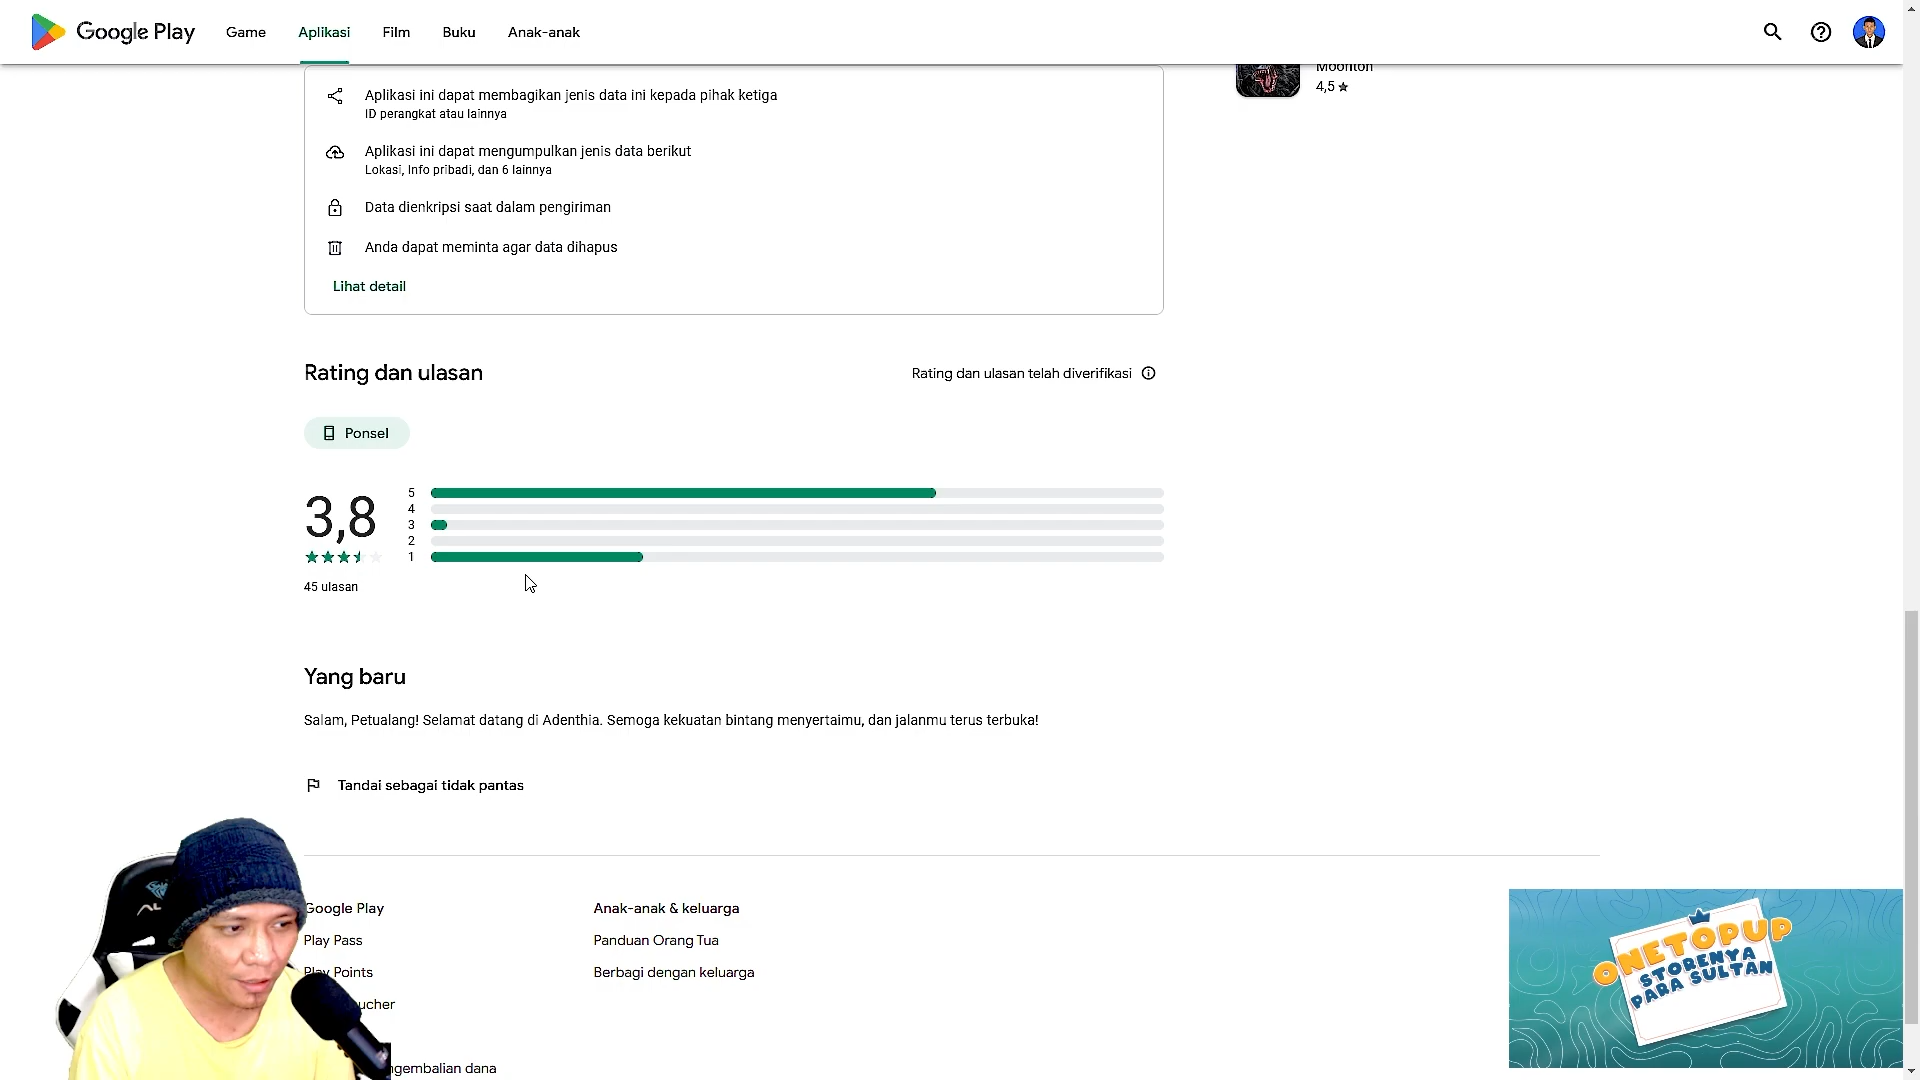 Google Play
Game
Aplikasi
Film
Buku
Anak-anak
Moonton
4,5
Aplikasi ini dapat membagikan jenis data ini kepada pihak ketiga
ID perangkat atau lainnya
Aplikasi ini dapat mengumpulkan jenis data berikut
Lokasi, Info pribadi, dan 6 lainnya
Data dienkripsi saat dalam pengiriman
Anda dapat meminta agar data dihapus
Lihat detail
Rating dan ulasan
Rating dan ulasan telah diverifikasi
Ponsel
3,8
5
4
3
2
1
45 ulasan
Yang baru
Salam, Petualang! Selamat datang di Adenthia. Semoga kekuatan bintang menyertaimu, dan jalanmu terus terbuka!
Tandai sebagai tidak pantas
Google Play
Play Pass
Play Points
ucher
ngembalian dana
Anak-anak & keluarga
Panduan Orang Tua
Berbagi dengan keluarga
ONETOPUP
STORENYA
PARA SULTAN